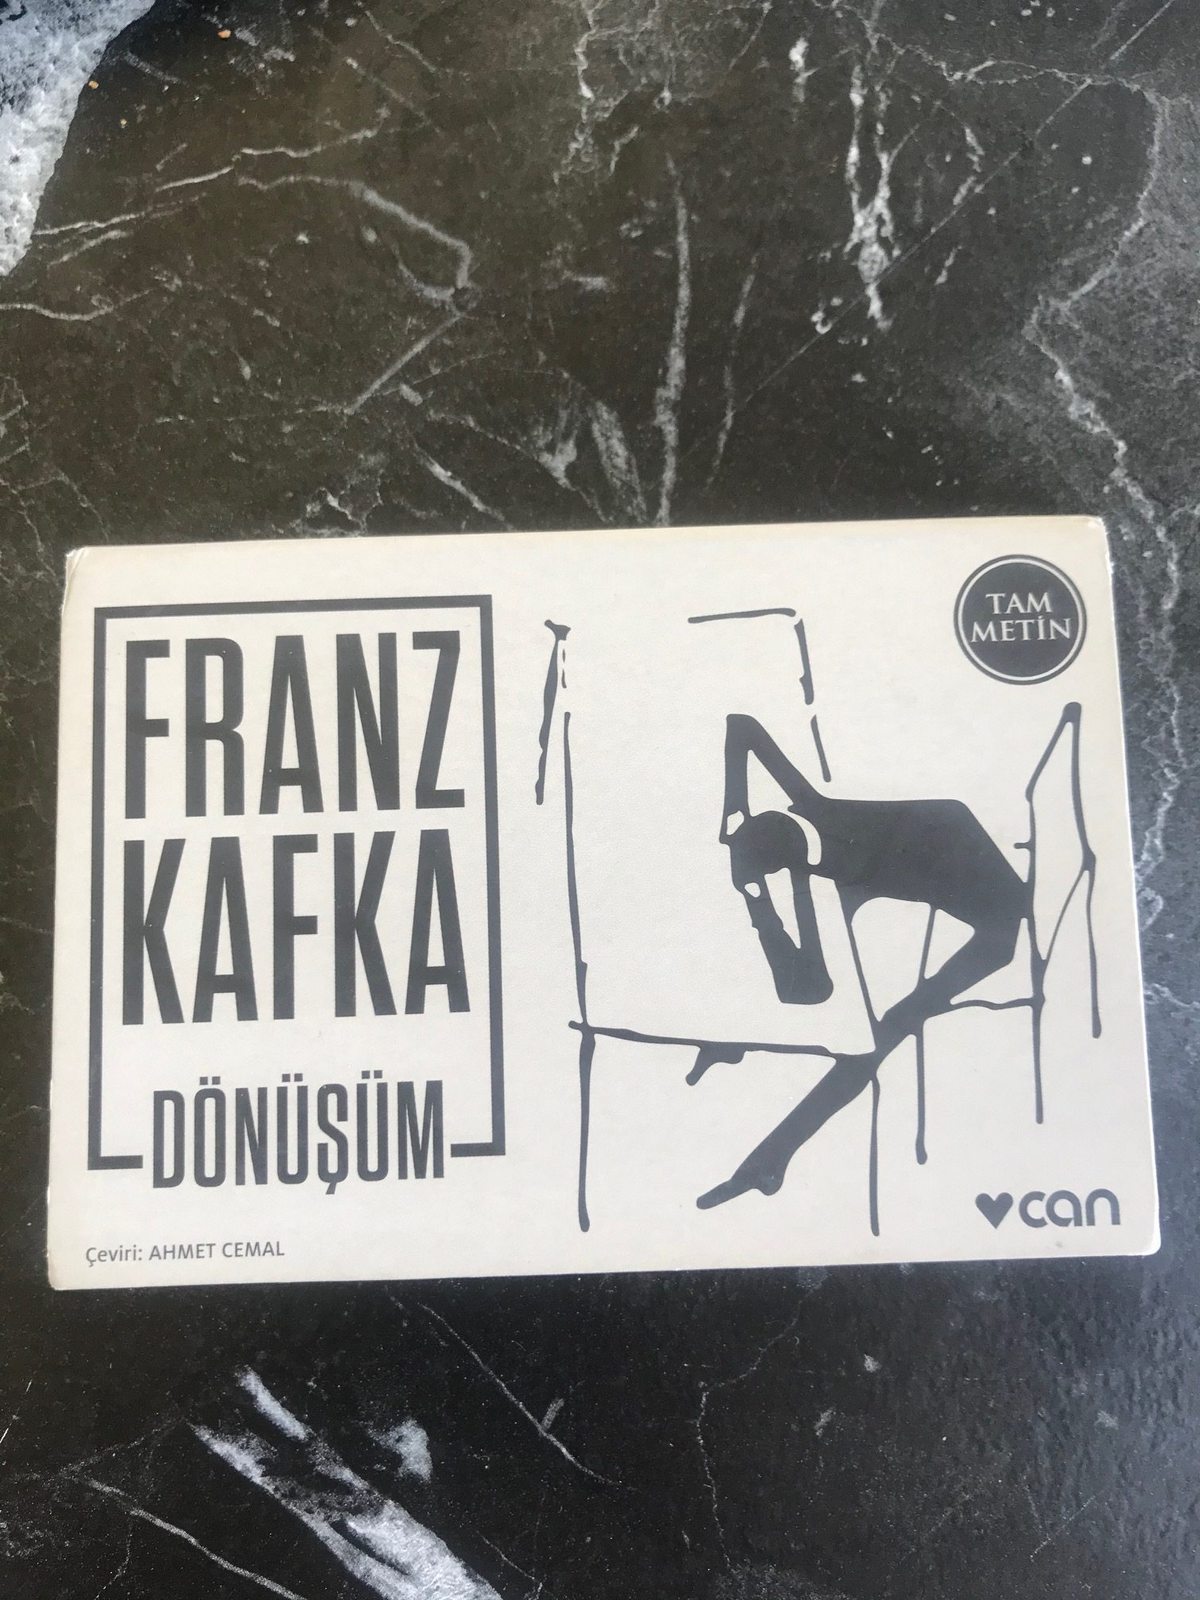 FRANZ
KAFKA
DÖNÜŞÜM
Çeviri: AHMET CEMAL
TAM
METİN
can